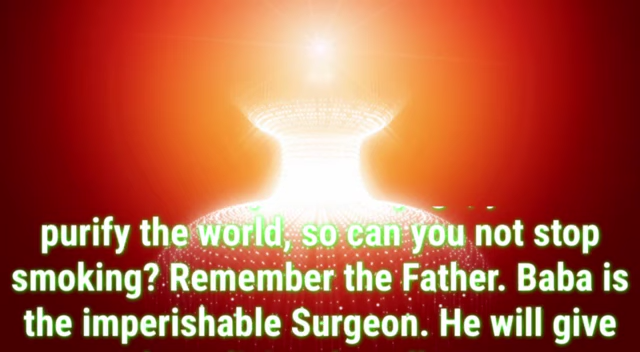 purify the world, so can you not stop
smoking? Remember the Father. Baba is
the imperishable Surgeon. He will give